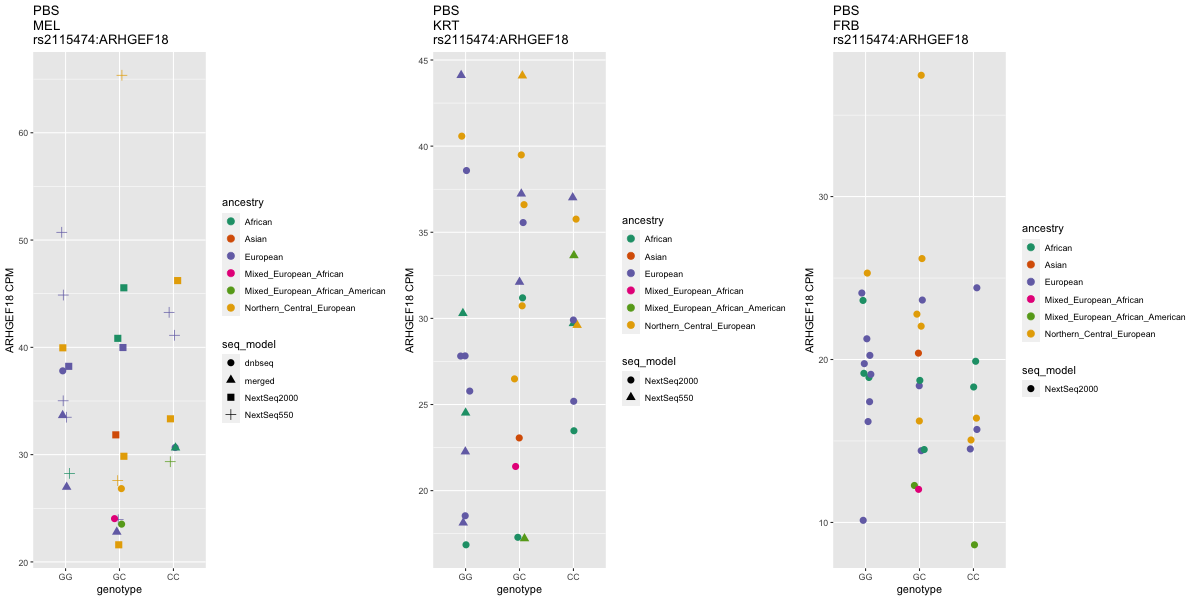 PBS
MEL
rs2115474:ARHGEF18
60
50
40
30
20
ARHGEF18 CPM
GG GC CC
genotype
ancestry
African
Asian
European
Mixed_European_African
Mixed_European_African_American
Northern_Central_European
seq_model
dnbseq
merged
NextSeq2000
NextSeq550
PBS
KRT
rs2115474:ARHGEF18
45
40
35
30
25
20
ARHGEF18 CPM
GG GC CC
genotype
ancestry
African
Asian
European
Mixed_European_African
Mixed_European_African_American
Northern_Central_European
seq_model
NextSeq2000
NextSeq550
PBS
FRB
rs2115474:ARHGEF18
30
20
10
ARHGEF18 CPM
GG GC CC
genotype
ancestry
African
Asian
European
Mixed_European_African
Mixed_European_African_American
Northern_Central_European
seq_model
NextSeq2000